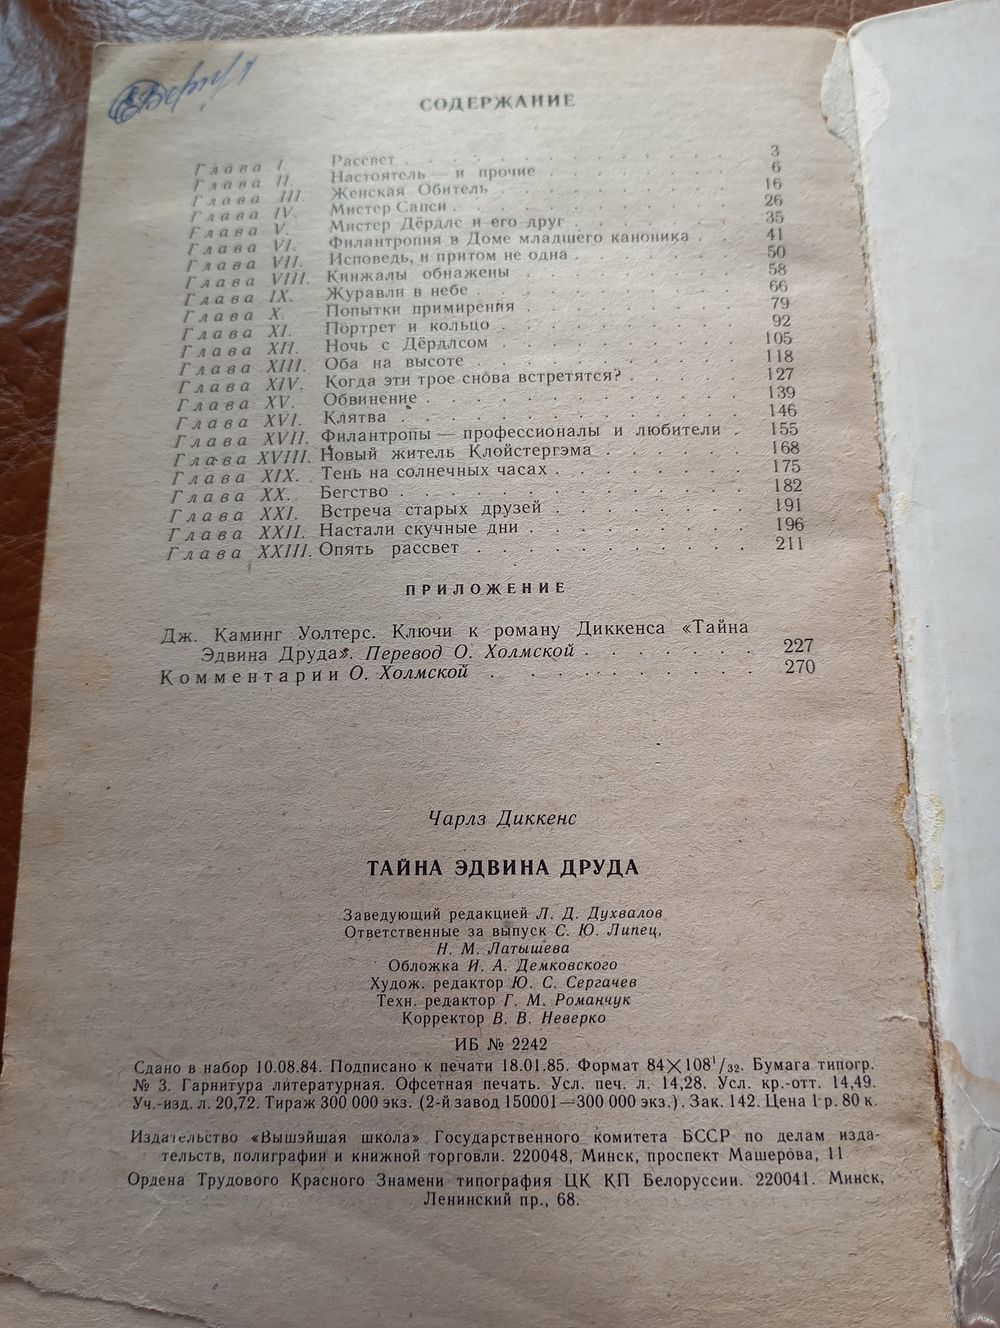 СОДЕРЖАНИЕ
Глава I. Рассвет 3
Глава II. Настоятель — и прочие 6
Глава III. Женская Обитель 16
Глава IV. Мистер Сапси 26
Глава V. Мистер Дёрдлс и его друг 35
Глава VI. Филантропия в Доме младшего каноника 41
Глава VII. Исповедь, и притом не одна 50
Глава VIII. Кинжалы обнажены 58
Глава IX. Журавли в небе 66
Глава X. Попытки примирения 79
Глава XI. Портрет и кольцо 92
Глава XII. Ночь с Дёрдлсом 105
Глава XIII. Оба на высоте 118
Глава XIV. Когда эти трое снова встретятся? 127
Глава XV. Обвинение 139
Глава XVI. Клятва 146
Глава XVII. Филантропы — профессионалы и любители 155
Глава XVIII. Новый житель Клойстергэма 168
Глава XIX. Тень на солнечных часах 175
Глава XX. Бегство 182
Глава XXI. Встреча старых друзей 191
Глава XXII. Настали скучные дни 196
Глава XXIII. Опять рассвет 211
ПРИЛОЖЕНИЕ
Дж. Каминг Уолтерс. Ключи к роману Диккенса «Тайна
Эдвина Друда». Перевод О. Холмской 227
Комментарии О. Холмской 270
Чарлз Диккенс
ТАЙНА ЭДВИНА ДРУДА
Заведующий редакцией Л. Д. Духвалов
Ответственные за выпуск С. Ю. Липец,
Н. М. Латышева
Обложка И. А. Демковского
Худож. редактор Ю. С. Сергачев
Техн. редактор Г. М. Романчук
Корректор В. В. Неверко
ИБ № 2242
Сдано в набор 10.08.84. Подписано к печати 18.01.85. Формат 84×108¹/₃₂. Бумага типогр.
№ 3. Гарнитура литературная. Офсетная печать. Усл. печ. л. 14,28. Усл. кр.-отт. 14,49.
Уч.-изд. л. 20,72. Тираж 300 000 экз. (2-й завод 150001—300 000 экз.). Зак. 142. Цена 1 р. 80 к.
Издательство «Вышэйшая школа» Государственного комитета БССР по делам изда-
тельств, полиграфии и книжной торговли. 220048, Минск, проспект Машерова, 11
Ордена Трудового Красного Знамени типография ЦК КП Белоруссии. 220041. Минск,
Ленинский пр., 68.